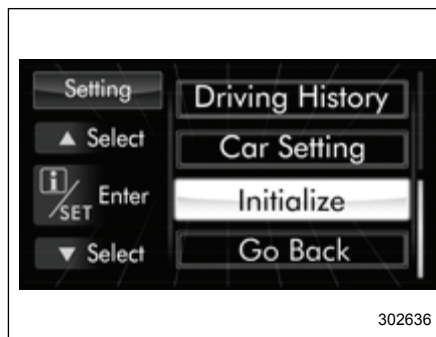 Setting
▲ Select
i/SET Enter
▼ Select
Driving History
Car Setting
Initialize
Go Back
302636